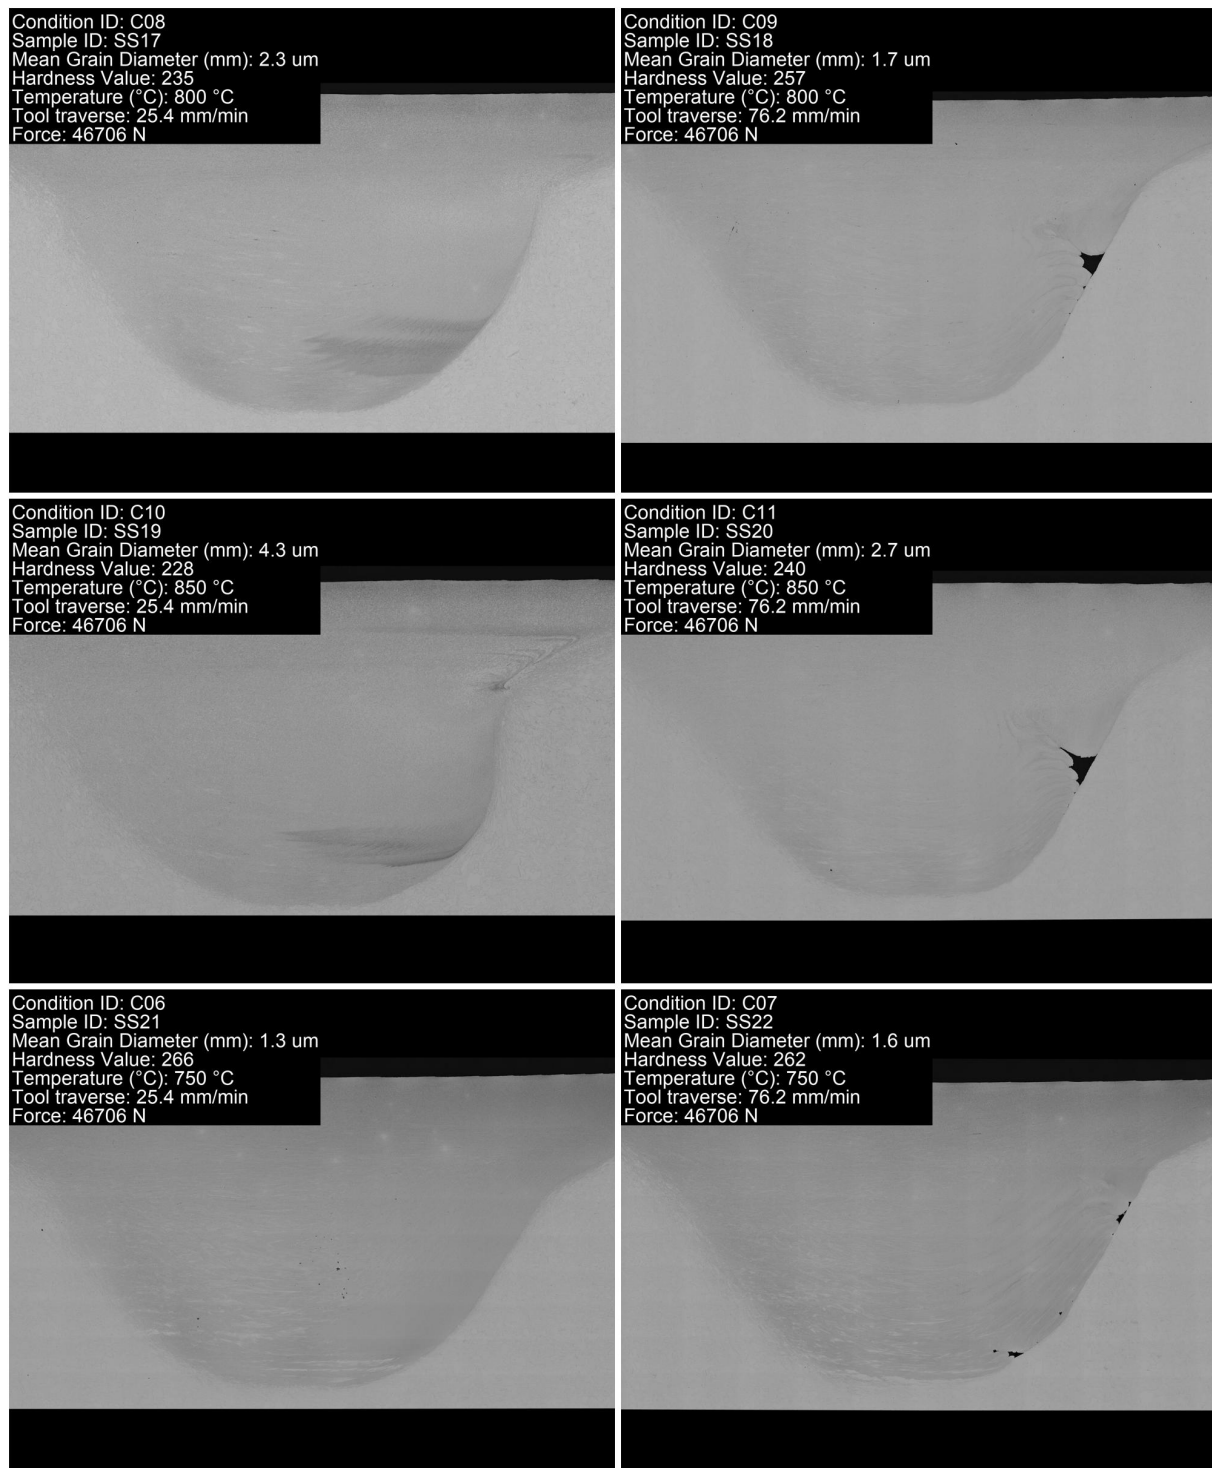 Condition ID: C08
Sample ID: SS17
Mean Grain Diameter (mm): 2.3 um
Hardness Value: 235
Temperature (°C): 800 °C
Tool traverse: 25.4 mm/min
Force: 46706 N
Condition ID: C09
Sample ID: SS18
Mean Grain Diameter (mm): 1.7 um
Hardness Value: 257
Temperature (°C): 800 °C
Tool traverse: 76.2 mm/min
Force: 46706 N
Condition ID: C10
Sample ID: SS19
Mean Grain Diameter (mm): 4.3 um
Hardness Value: 228
Temperature (°C): 850 °C
Tool traverse: 25.4 mm/min
Force: 46706 N
Condition ID: C11
Sample ID: SS20
Mean Grain Diameter (mm): 2.7 um
Hardness Value: 240
Temperature (°C): 850 °C
Tool traverse: 76.2 mm/min
Force: 46706 N
Condition ID: C06
Sample ID: SS21
Mean Grain Diameter (mm): 1.3 um
Hardness Value: 266
Temperature (°C): 750 °C
Tool traverse: 25.4 mm/min
Force: 46706 N
Condition ID: C07
Sample ID: SS22
Mean Grain Diameter (mm): 1.6 um
Hardness Value: 262
Temperature (°C): 750 °C
Tool traverse: 76.2 mm/min
Force: 46706 N